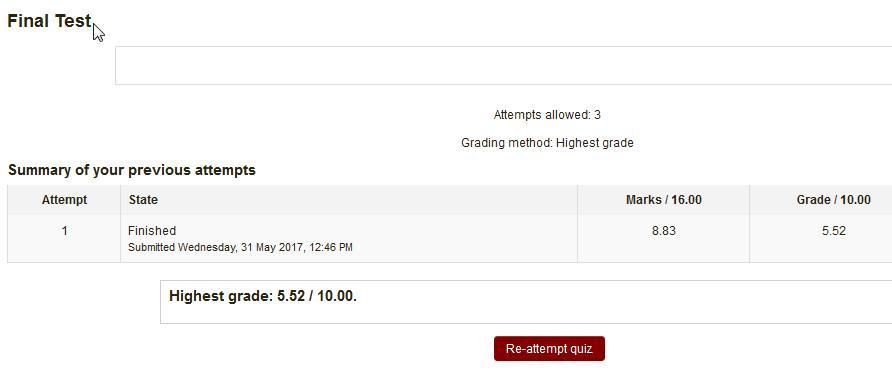 Final Test
Attempts allowed: 3
Grading method: Highest grade
Summary of your previous attempts
Attempt State Marks / 16.00 Grade / 10.00
1 Finished 8.83 5.52
Submitted Wednesday, 31 May 2017, 12:46 PM
Highest grade: 5.52 / 10.00.
Re-attempt quiz